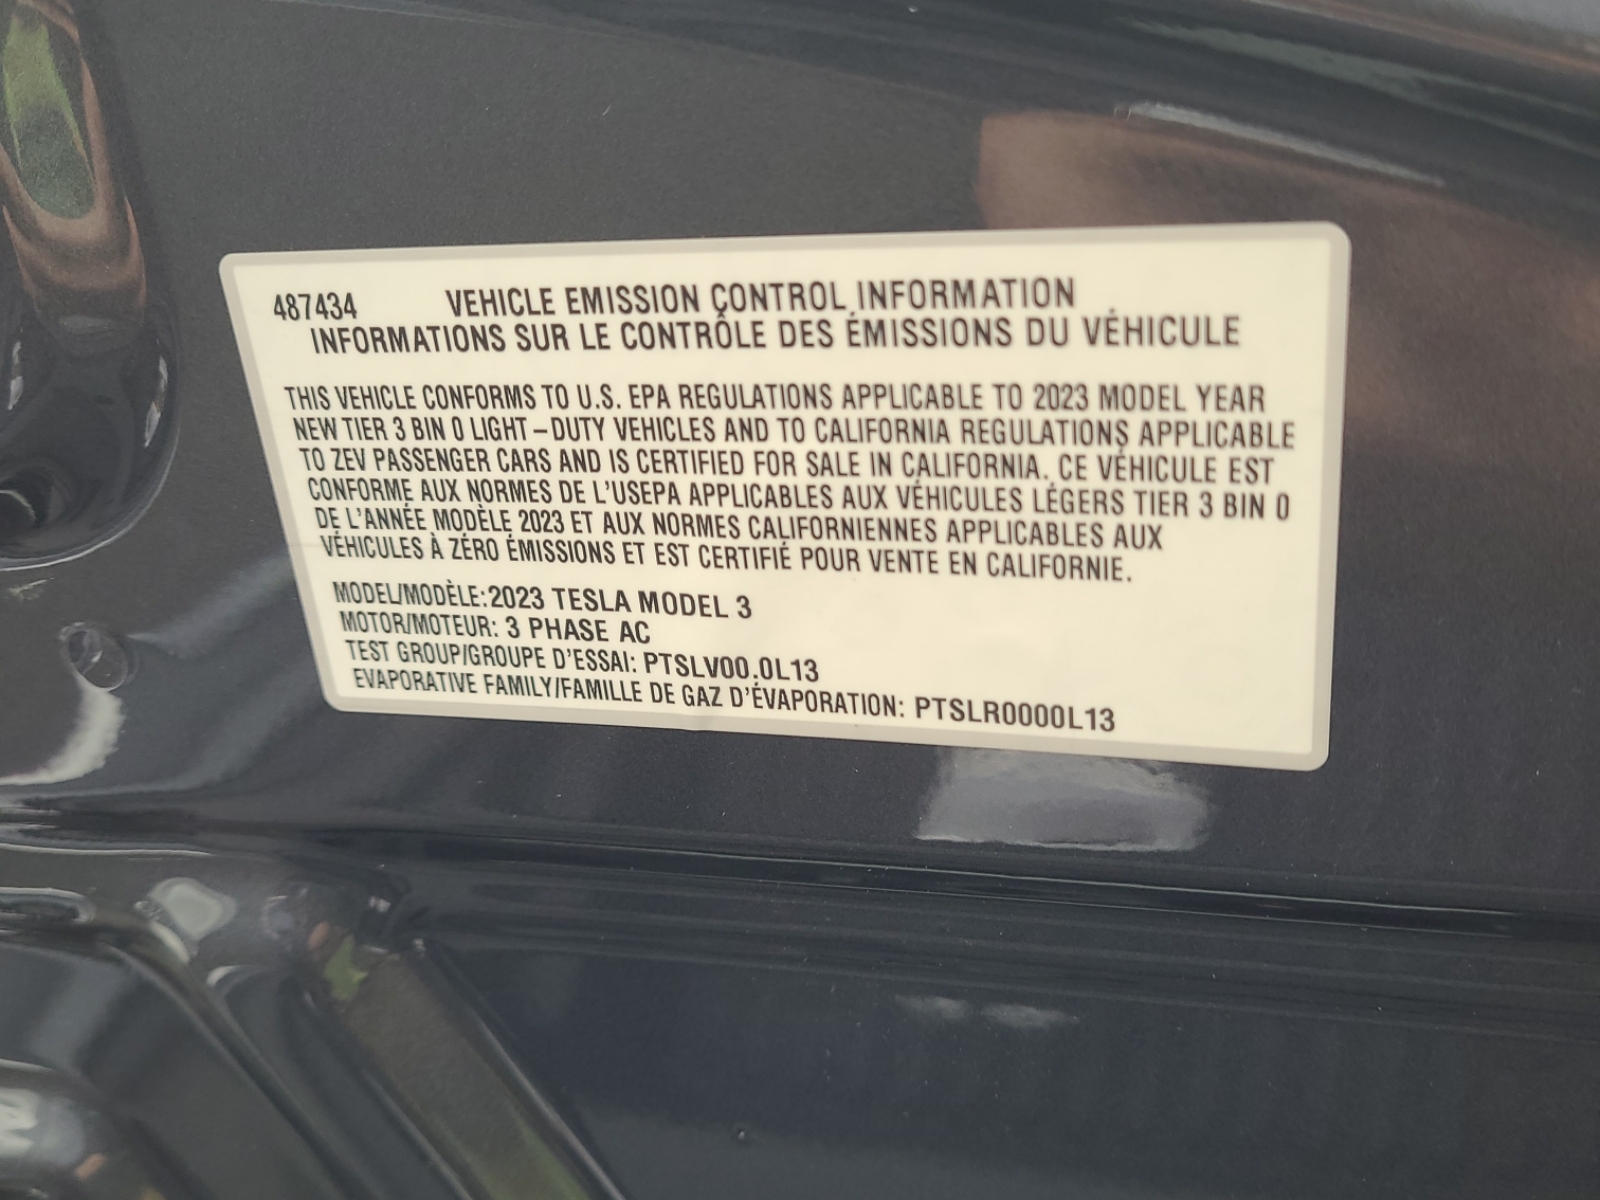 487434 VEHICLE EMISSION CONTROL INFORMATION
INFORMATIONS SUR LE CONTRÔLE DES ÉMISSIONS DU VÉHICULE
THIS VEHICLE CONFORMS TO U.S. EPA REGULATIONS APPLICABLE TO 2023 MODEL YEAR
NEW TIER 3 BIN 0 LIGHT – DUTY VEHICLES AND TO CALIFORNIA REGULATIONS APPLICABLE
TO ZEV PASSENGER CARS AND IS CERTIFIED FOR SALE IN CALIFORNIA. CE VÉHICULE EST
CONFORME AUX NORMES DE L'USEPA APPLICABLES AUX VÉHICULES LÉGERS TIER 3 BIN 0
DE L'ANNÉE MODÈLE 2023 ET AUX NORMES CALIFORNIENNES APPLICABLES AUX
VÉHICULES À ZÉRO ÉMISSIONS ET EST CERTIFIÉ POUR VENTE EN CALIFORNIE.
MODEL/MODÈLE: 2023 TESLA MODEL 3
MOTOR/MOTEUR: 3 PHASE AC
TEST GROUP/GROUPE D'ESSAI: PTSLV00.0L13
EVAPORATIVE FAMILY/FAMILLE DE GAZ D'ÉVAPORATION: PTSLR0000L13